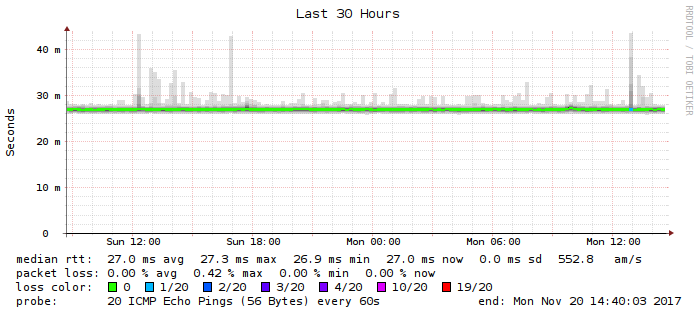 Last 30 Hours
RRDTOOL / TOBI OETIKER
Seconds
40 m
30 m
20 m
10 m
0
Sun 12:00 Sun 18:00 Mon 00:00 Mon 06:00 Mon 12:00
median rtt: 27.0 ms avg 27.3 ms max 26.9 ms min 27.0 ms now 0.0 ms sd 552.8 am/s
packet loss: 0.00 % avg 0.42 % max 0.00 % min 0.00 % now
loss color: 0 1/20 2/20 3/20 4/20 10/20 19/20
probe: 20 ICMP Echo Pings (56 Bytes) every 60s end: Mon Nov 20 14:40:03 2017